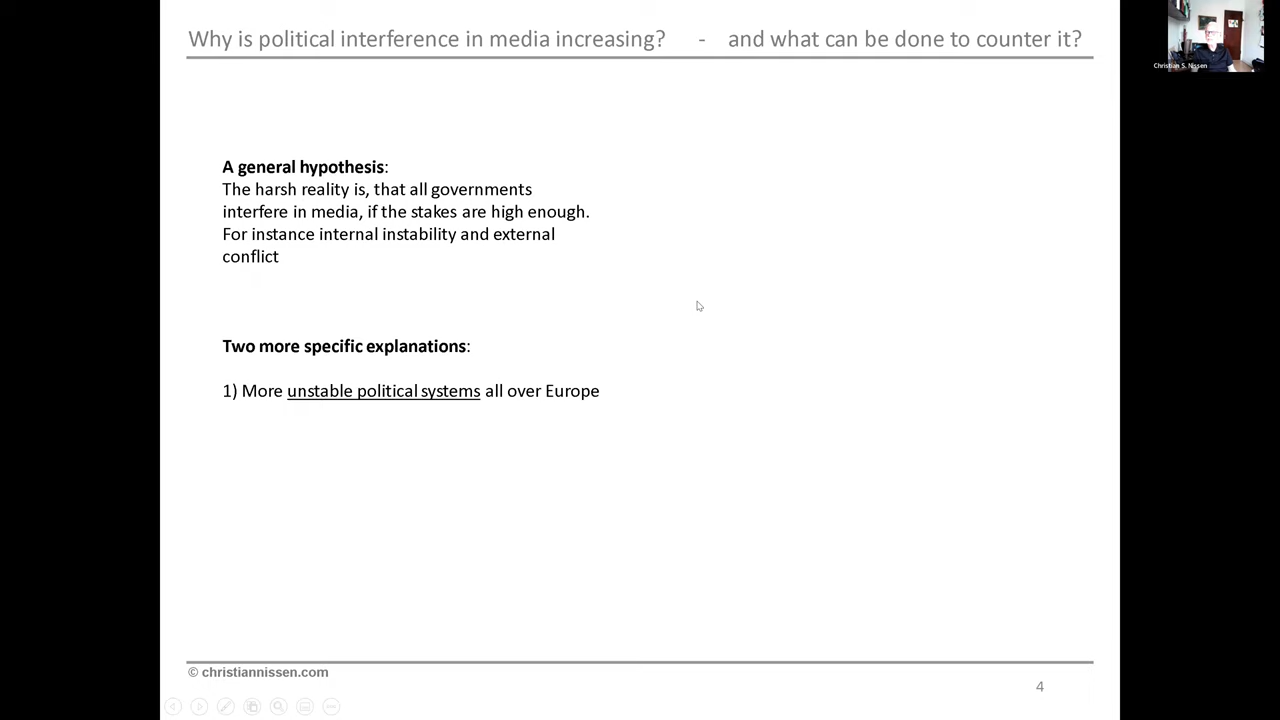 Why is political interference in media increasing? - and what can be done to counter it?
Christian S. Nissen
A general hypothesis:
The harsh reality is, that all governments
interfere in media, if the stakes are high enough.
For instance internal instability and external
conflict
Two more specific explanations:
1) More unstable political systems all over Europe
© christiannissen.com
4